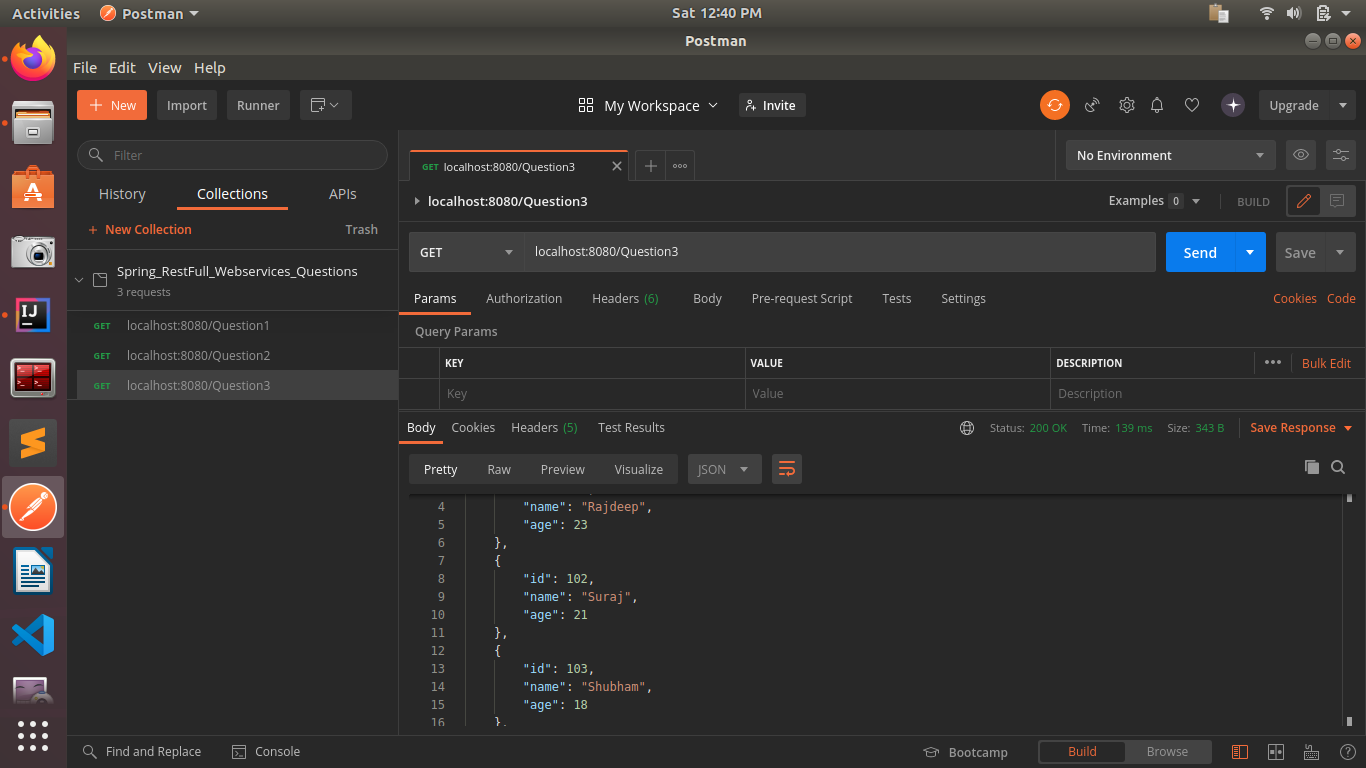 Activities Postman Sat 12:40 PM
Postman
File Edit View Help
+ New Import Runner My Workspace Invite Upgrade
Filter
History Collections APIs
+ New Collection Trash
Spring_RestFull_Webservices_Questions
3 requests
GET localhost:8080/Question1
GET localhost:8080/Question2
GET localhost:8080/Question3
GET localhost:8080/Question3 No Environment
localhost:8080/Question3 Examples 0 BUILD
GET localhost:8080/Question3 Send Save
Params Authorization Headers (6) Body Pre-request Script Tests Settings Cookies Code
Query Params
KEY VALUE DESCRIPTION Bulk Edit
Key Value Description
Body Cookies Headers (5) Test Results Status: 200 OK Time: 139 ms Size: 343 B Save Response
Pretty Raw Preview Visualize JSON
4 "name": "Rajdeep",
5 "age": 23
6 },
7 {
8 "id": 102,
9 "name": "Suraj",
10 "age": 21
11 },
12 {
13 "id": 103,
14 "name": "Shubham",
15 "age": 18
16 },
Find and Replace Console Bootcamp Build Browse